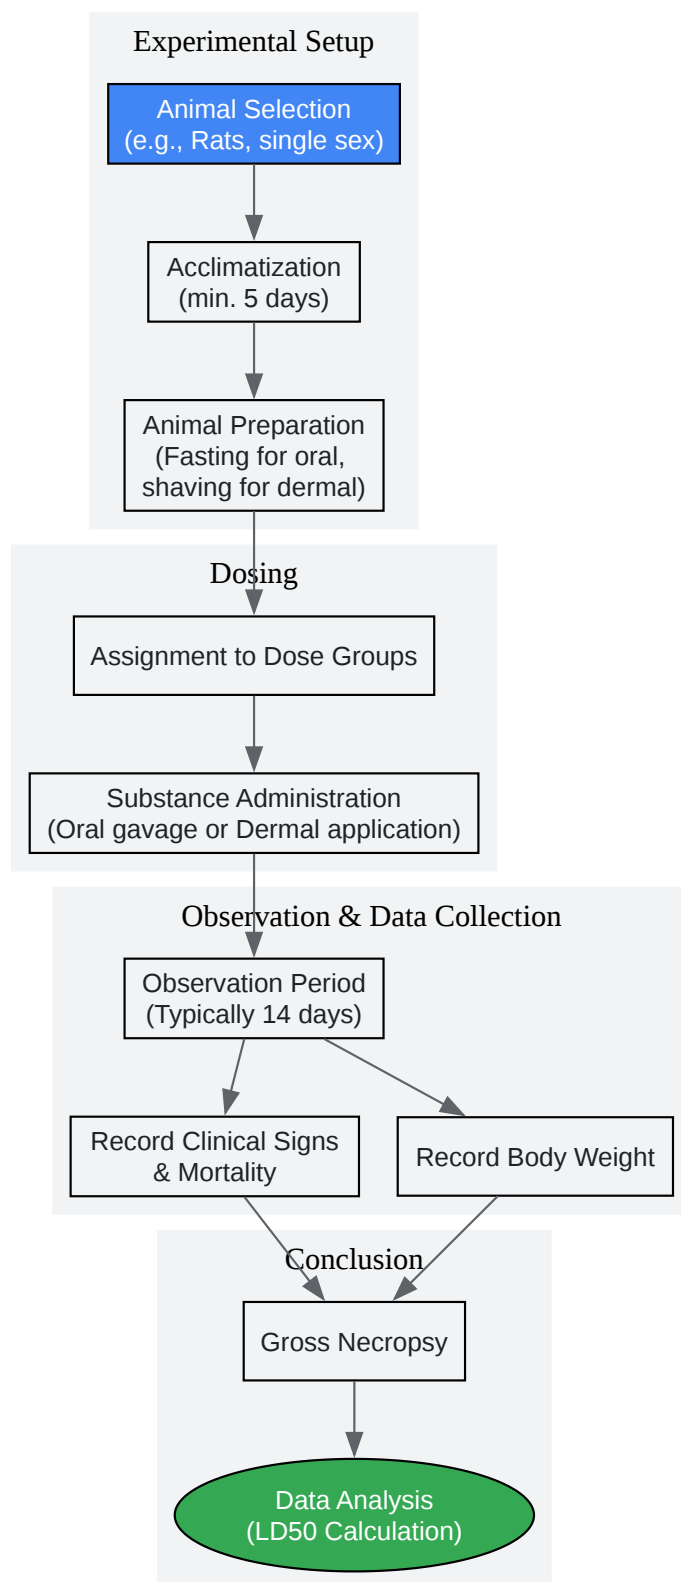 Experimental Setup
Animal Selection
(e.g., Rats, single sex)
Acclimatization
(min. 5 days)
Animal Preparation
(Fasting for oral,
shaving for dermal)
Dosing
Assignment to Dose Groups
Substance Administration
(Oral gavage or Dermal application)
Observation & Data Collection
Observation Period
(Typically 14 days)
Record Clinical Signs
& Mortality
Record Body Weight
Conclusion
Gross Necropsy
Data Analysis
(LD50 Calculation)